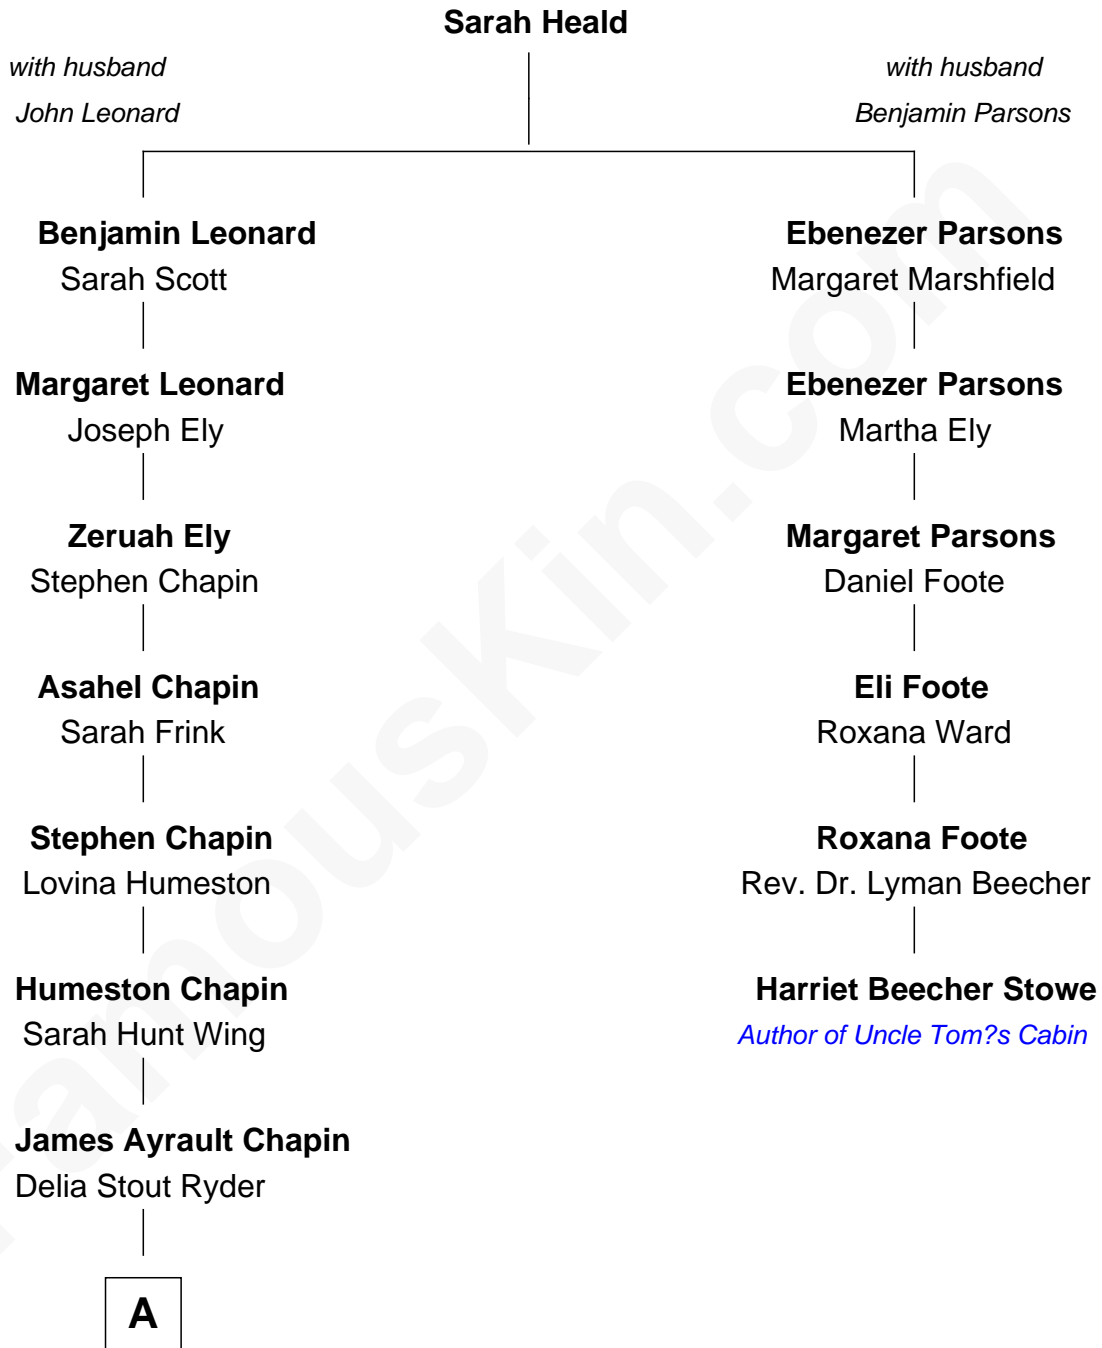 Sarah Heald
with husband
John Leonard
with husband
Benjamin Parsons
Benjamin Leonard
Sarah Scott
Ebenezer Parsons
Margaret Marshfield
Margaret Leonard
Joseph Ely
Ebenezer Parsons
Martha Ely
Zeruah Ely
Stephen Chapin
Margaret Parsons
Daniel Foote
Asahel Chapin
Sarah Frink
Eli Foote
Roxana Ward
Stephen Chapin
Lovina Humeston
Roxana Foote
Rev. Dr. Lyman Beecher
Humeston Chapin
Sarah Hunt Wing
Harriet Beecher Stowe
Author of Uncle Tom?s Cabin
James Ayrault Chapin
Delia Stout Ryder
A
FamousKin.com